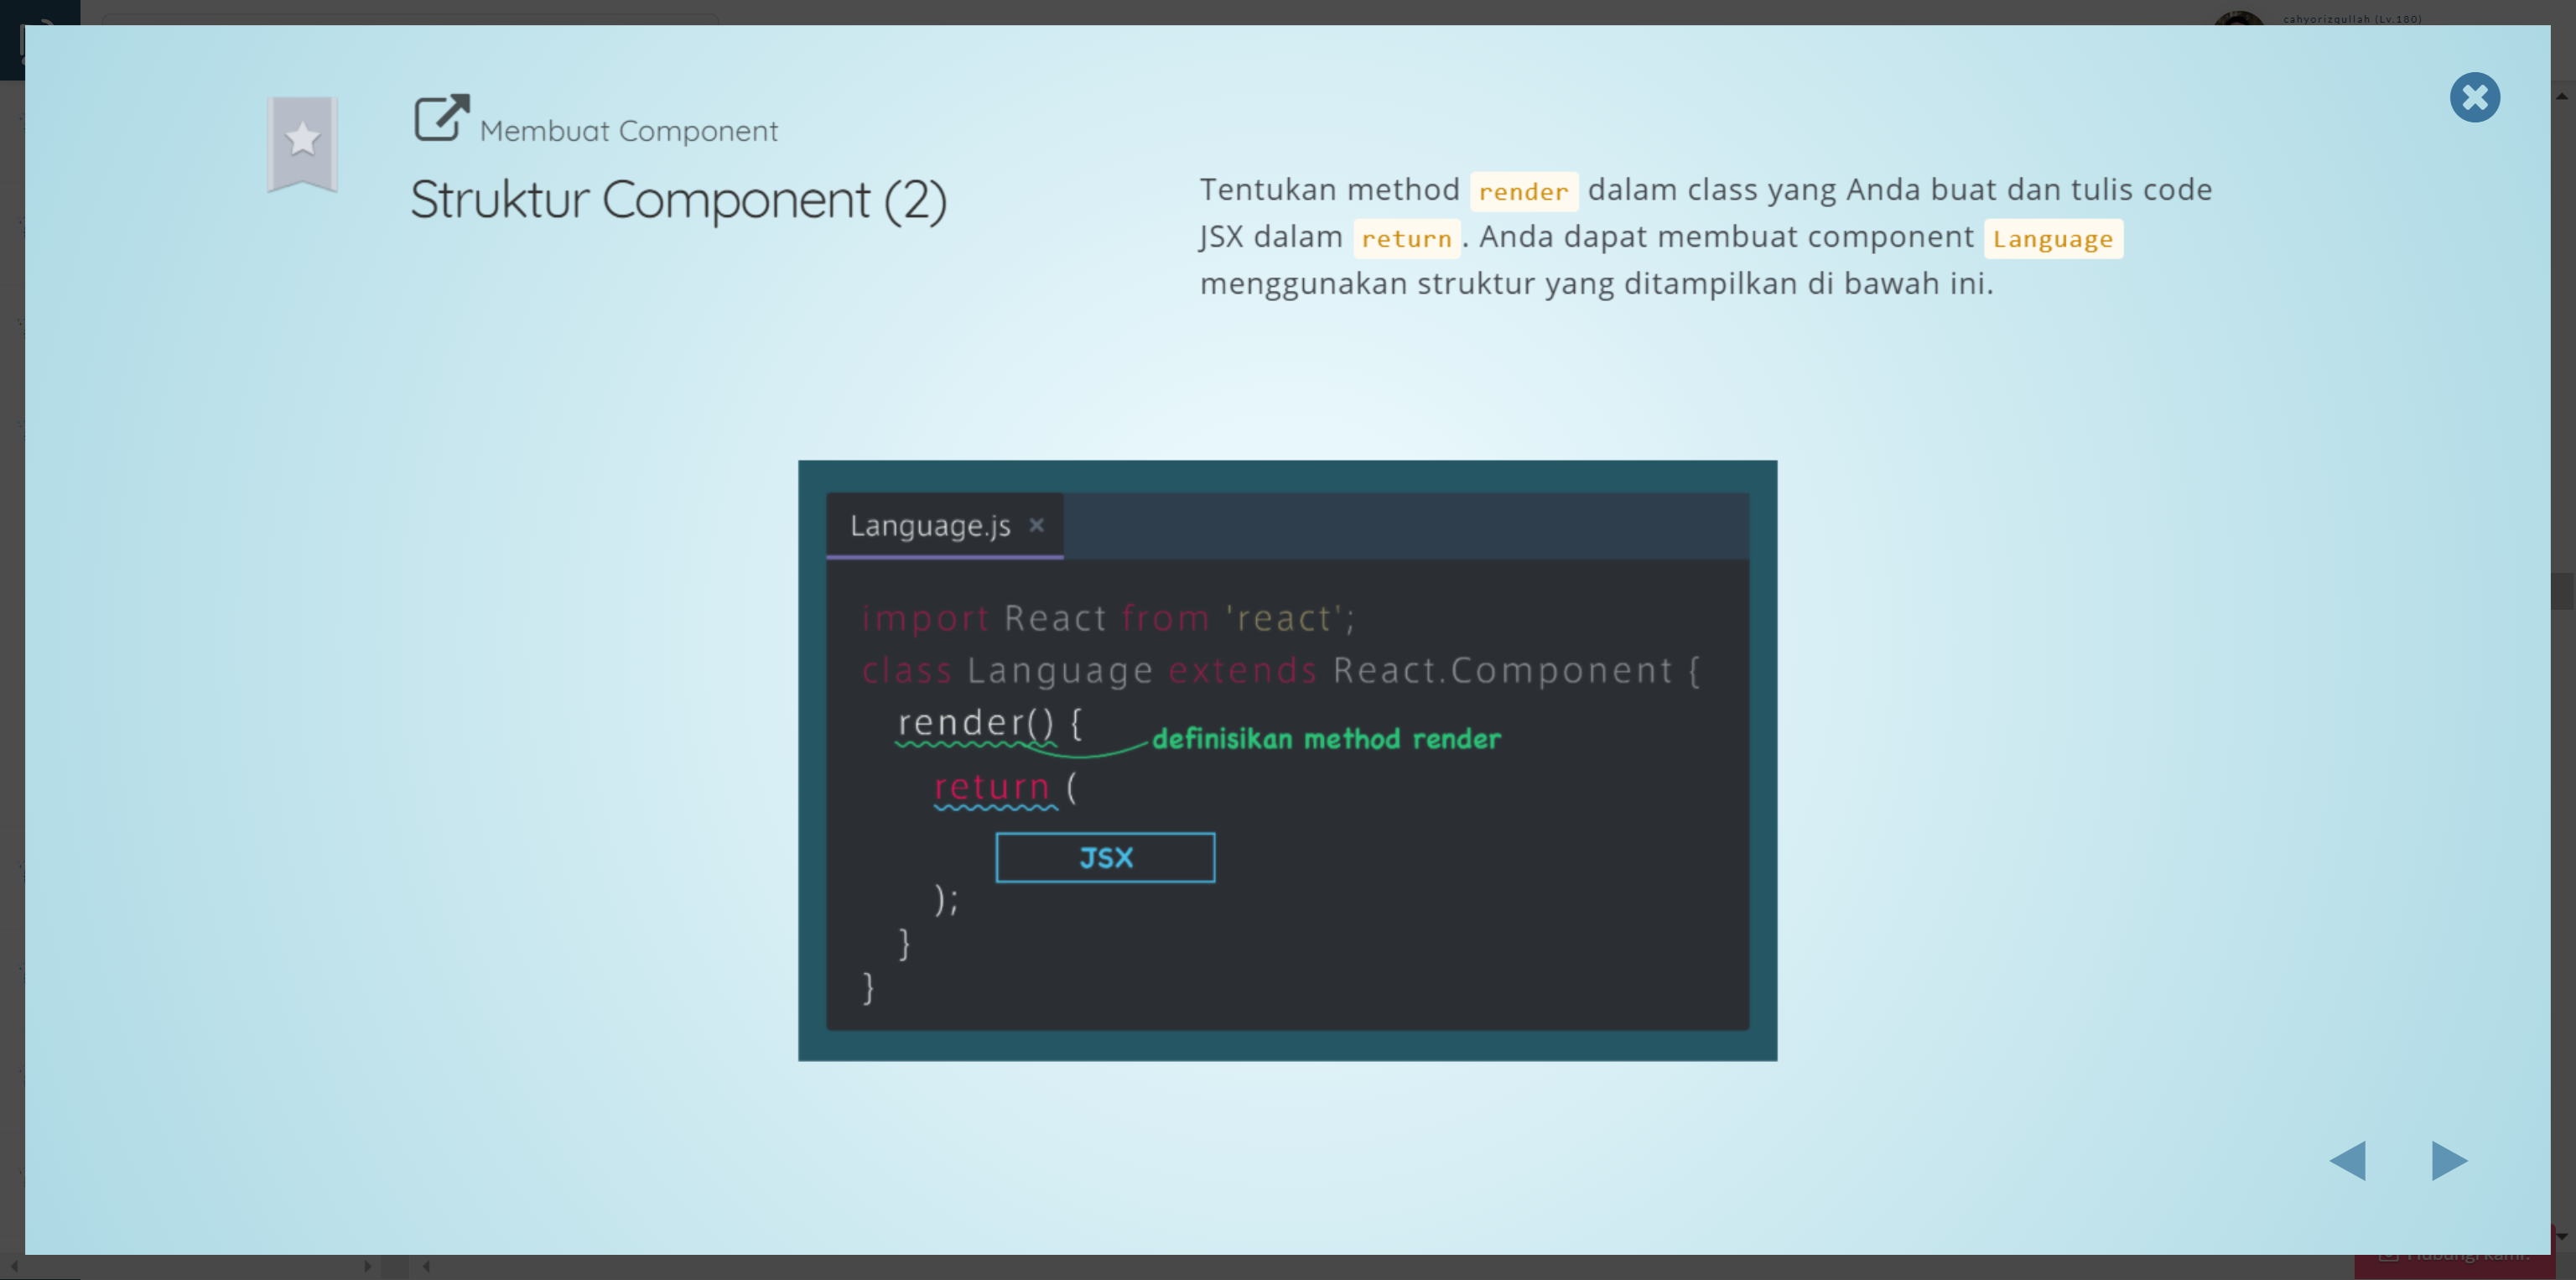 cahyorizqullah (Lv.180)
Membuat Component
Struktur Component (2)
Tentukan method render dalam class yang Anda buat dan tulis code
JSX dalam return. Anda dapat membuat component Language
menggunakan struktur yang ditampilkan di bawah ini.
Language.js ×
import React from 'react';
class Language extends React.Component {
render() {
definisikan method render
return (
JSX
);
}
}
Hubungi kami!